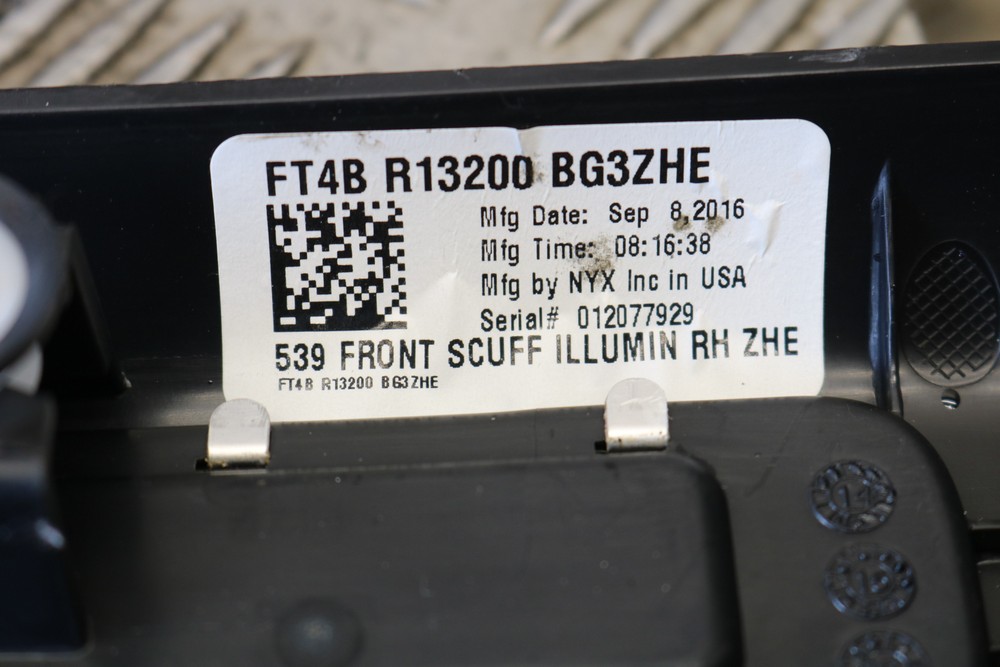 FT4B R13200 BG3ZHE
Mfg Date: Sep 8,2016
Mfg Time: 08:16:38
Mfg by NYX Inc in USA
Serial# 012077929
539 FRONT SCUFF ILLUMIN RH ZHE
FT4B R13200 BG3ZHE